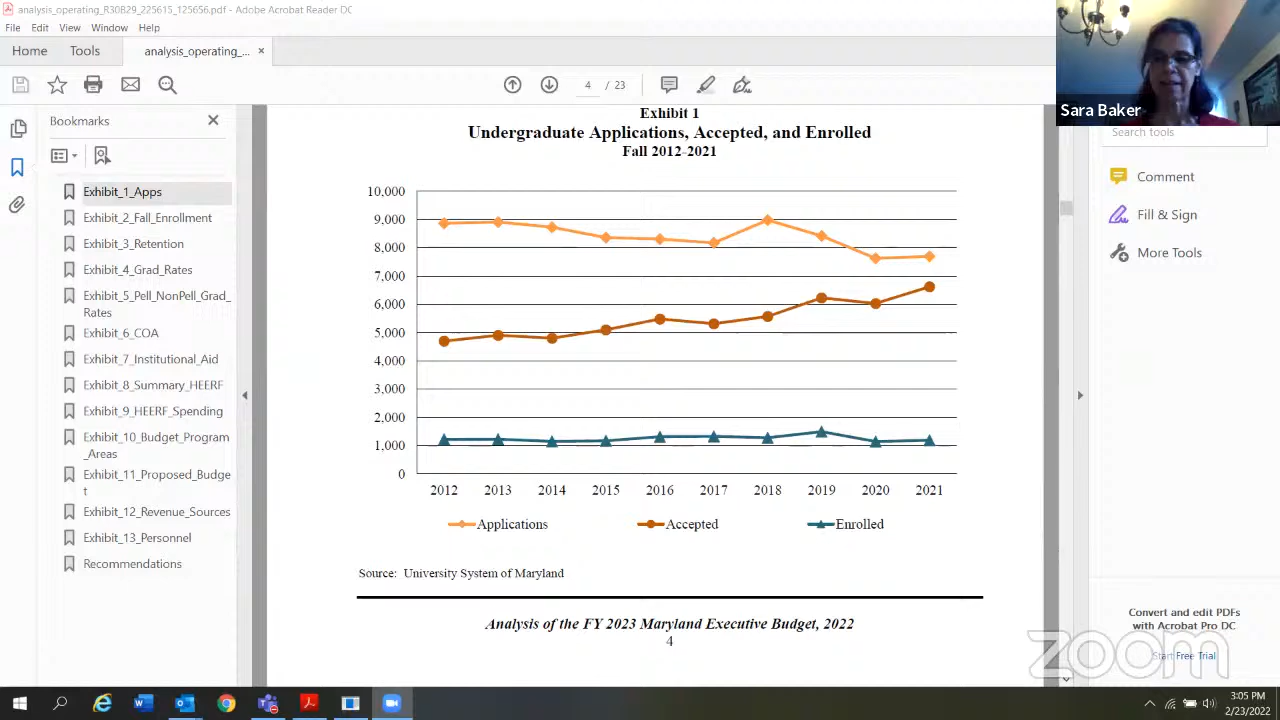 analysis_operating_R30B29_225615_125656.pdf - Adobe Acrobat Reader DC
File Edit View Window Help
Home Tools analysis_operating_... ×
4 / 23
Sara Baker
Bookmarks
Search tools
Exhibit_1_Apps
Exhibit_2_Fall_Enrollment
Exhibit_3_Retention
Exhibit_4_Grad_Rates
Exhibit_5_Pell_NonPell_Grad_
Rates
Exhibit_6_COA
Exhibit_7_Institutional_Aid
Exhibit_8_Summary_HEERF
Exhibit_9_HEERF_Spending
Exhibit_10_Budget_Program
_Areas
Exhibit_11_Proposed_Budge
t
Exhibit_12_Revenue_Sources
Exhibit_13_Personnel
Recommendations
Exhibit 1
Undergraduate Applications, Accepted, and Enrolled
Fall 2012-2021
10,000
9,000
8,000
7,000
6,000
5,000
4,000
3,000
2,000
1,000
0
2012 2013 2014 2015 2016 2017 2018 2019 2020 2021
Applications Accepted Enrolled
Source: University System of Maryland
Analysis of the FY 2023 Maryland Executive Budget, 2022
4
Comment
Fill & Sign
More Tools
Convert and edit PDFs
with Acrobat Pro DC
Start Free Trial
zoom
3:05 PM
2/23/2022